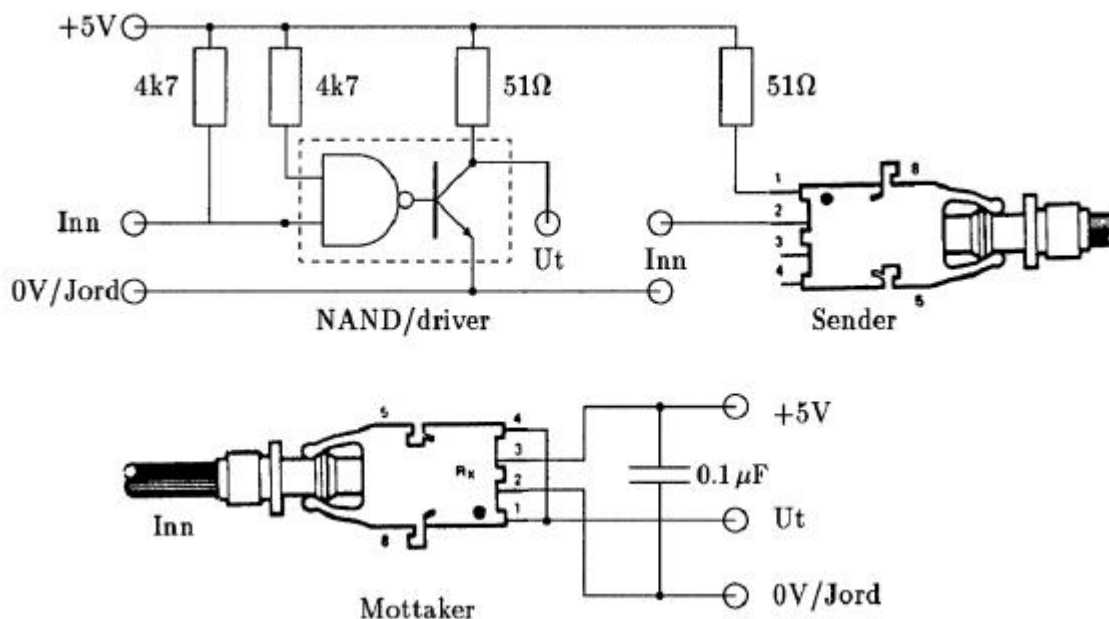 +5V
4k7
4k7
51Ω
51Ω
Inn
Ut
Inn
0V/Jord
NAND/driver
1
2
3
4
8
5
Sender
5
4
3
2
1
8
Rx
+5V
0.1 μF
Ut
0V/Jord
Inn
Mottaker